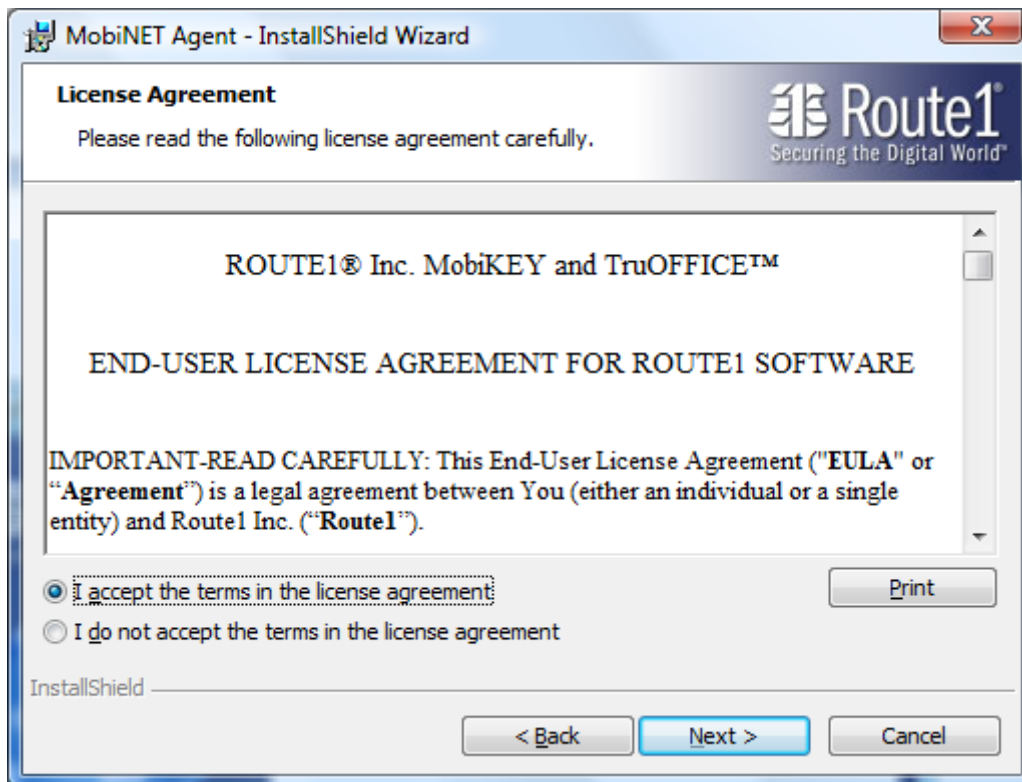 MobiNET Agent - InstallShield Wizard
License Agreement
Please read the following license agreement carefully.
Route1®
Securing the Digital World™
ROUTE1® Inc. MobiKEY and TruOFFICE™
END-USER LICENSE AGREEMENT FOR ROUTE1 SOFTWARE
IMPORTANT-READ CAREFULLY: This End-User License Agreement ("EULA" or
“Agreement”) is a legal agreement between You (either an individual or a single
entity) and Route1 Inc. (“Route1”).
I accept the terms in the license agreement
Print
I do not accept the terms in the license agreement
InstallShield
< Back
Next >
Cancel